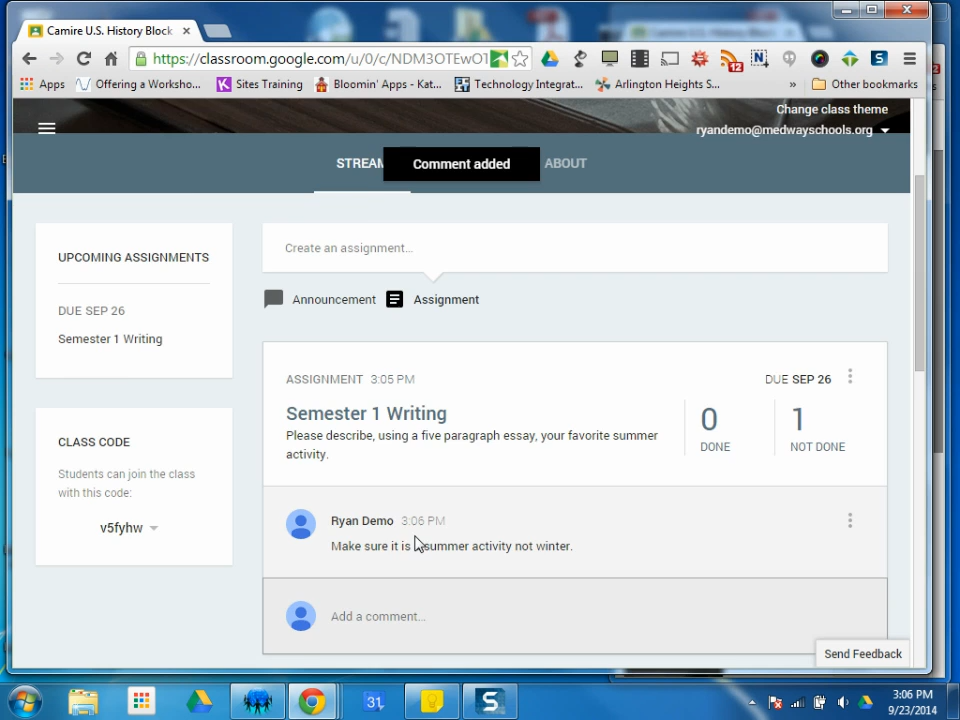 Camire U.S. History Block
https://classroom.google.com/u/0/c/NDM3OTEwOT
12
Apps
Offering a Worksho...
Sites Training
Bloomin' Apps - Kat...
Technology Integrat...
Arlington Heights S...
»
Other bookmarks
Change class theme
ryandemo@medwayschools.org
STREAM
Comment added
ABOUT
UPCOMING ASSIGNMENTS
DUE SEP 26
Semester 1 Writing
CLASS CODE
Students can join the class
with this code:
v5fyhw
Create an assignment...
Announcement
Assignment
ASSIGNMENT 3:05 PM
DUE SEP 26
Semester 1 Writing
Please describe, using a five paragraph essay, your favorite summer
activity.
0
DONE
1
NOT DONE
Ryan Demo 3:06 PM
Make sure it is a summer activity not winter.
Add a comment...
Send Feedback
31
S
3:06 PM
9/23/2014